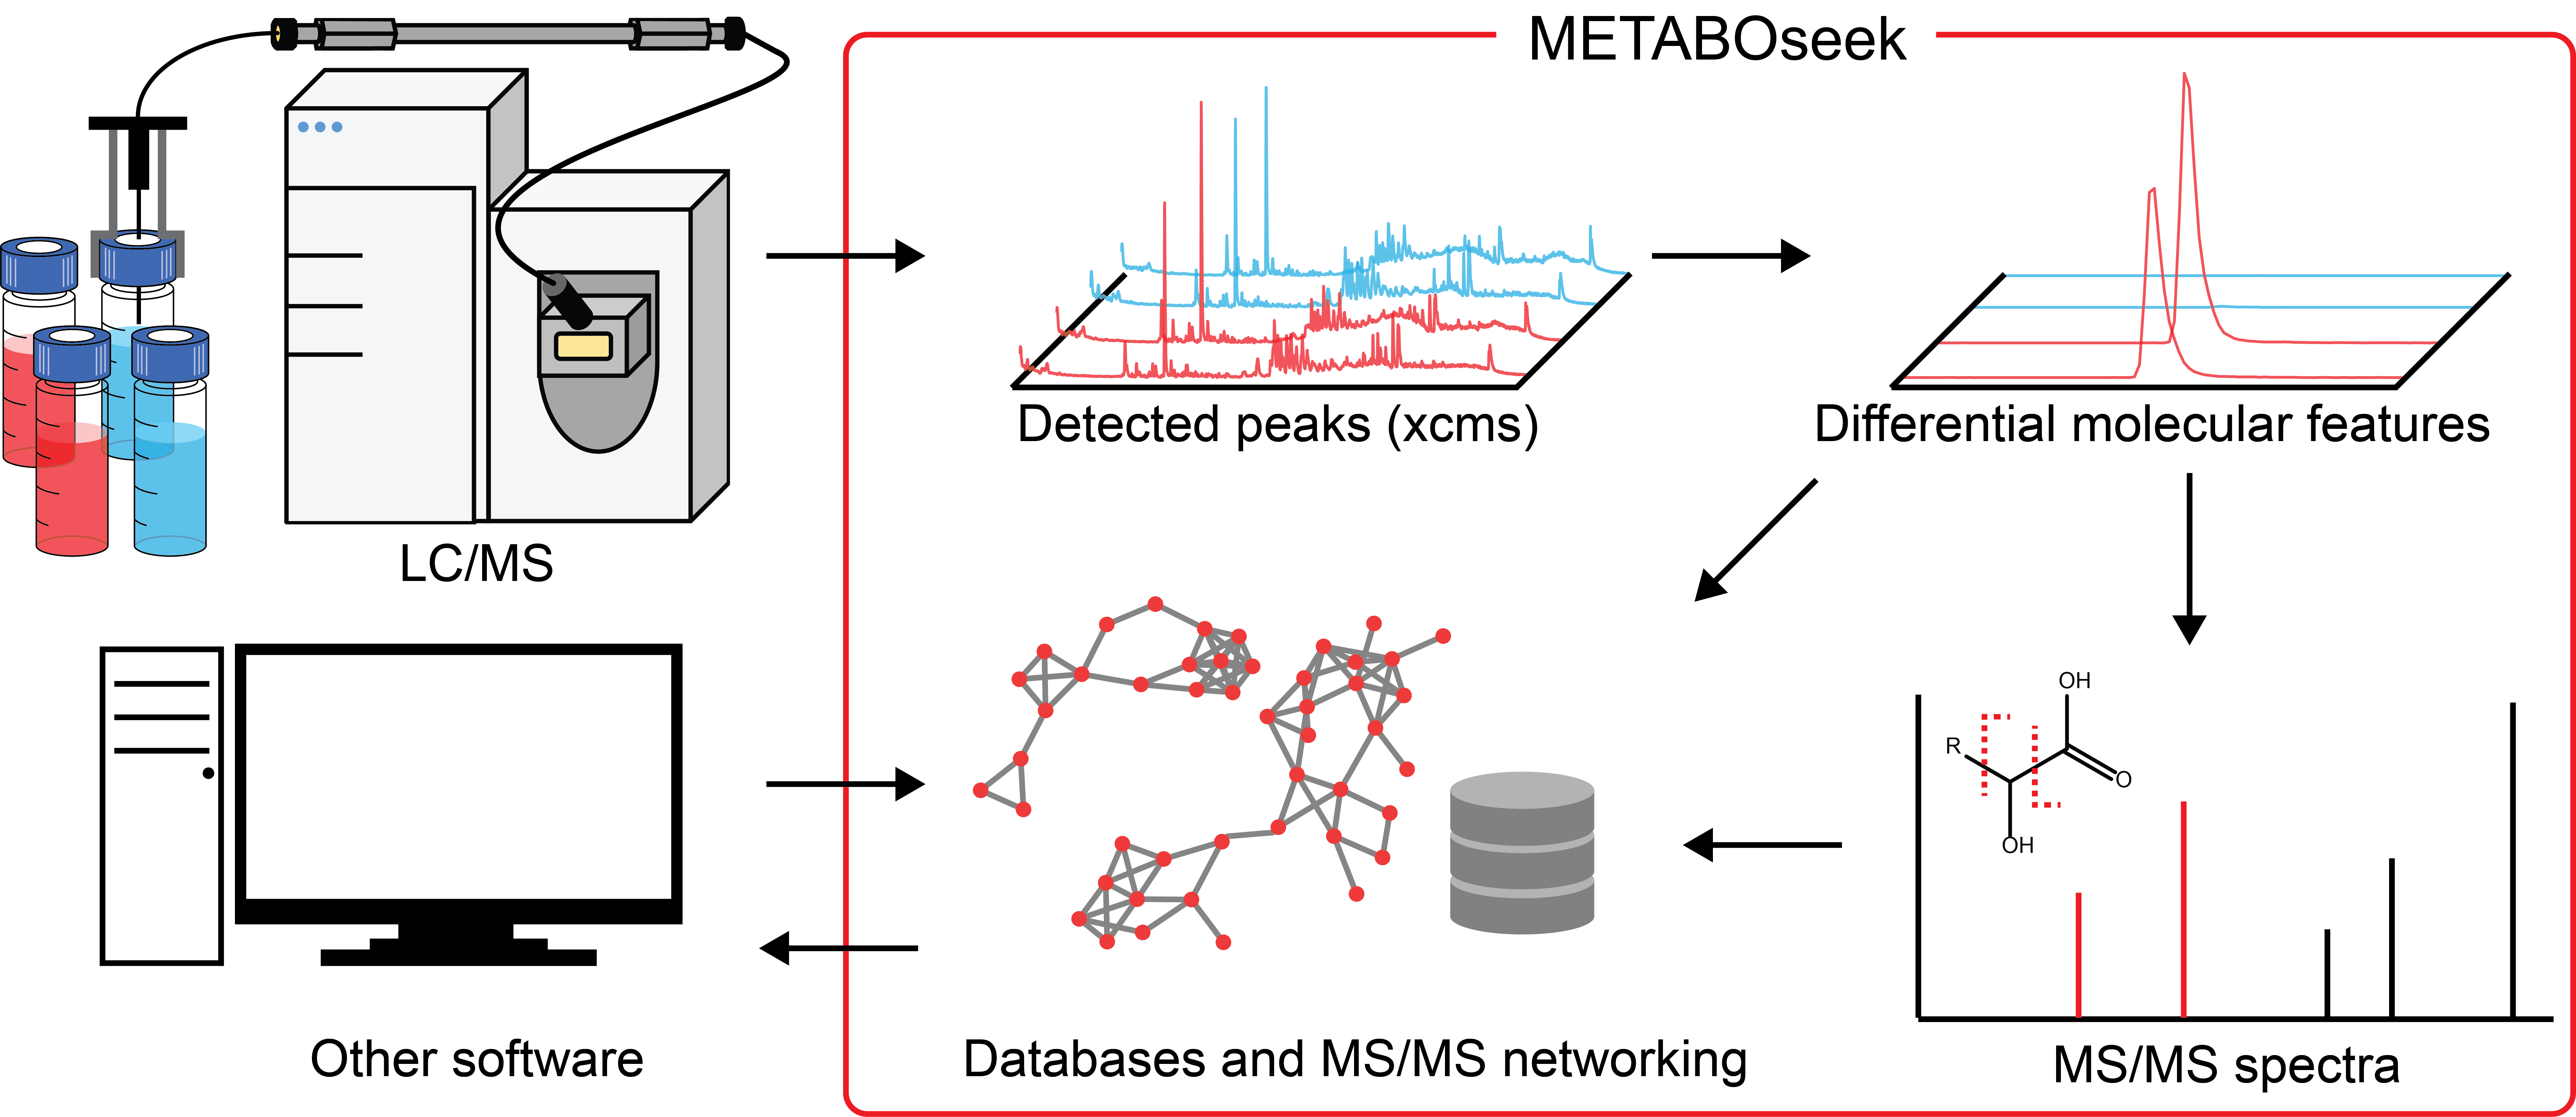 METABOseek
LC/MS
Detected peaks (xcms)
Differential molecular features
OH
R
O
OH
Other software
Databases and MS/MS networking
MS/MS spectra